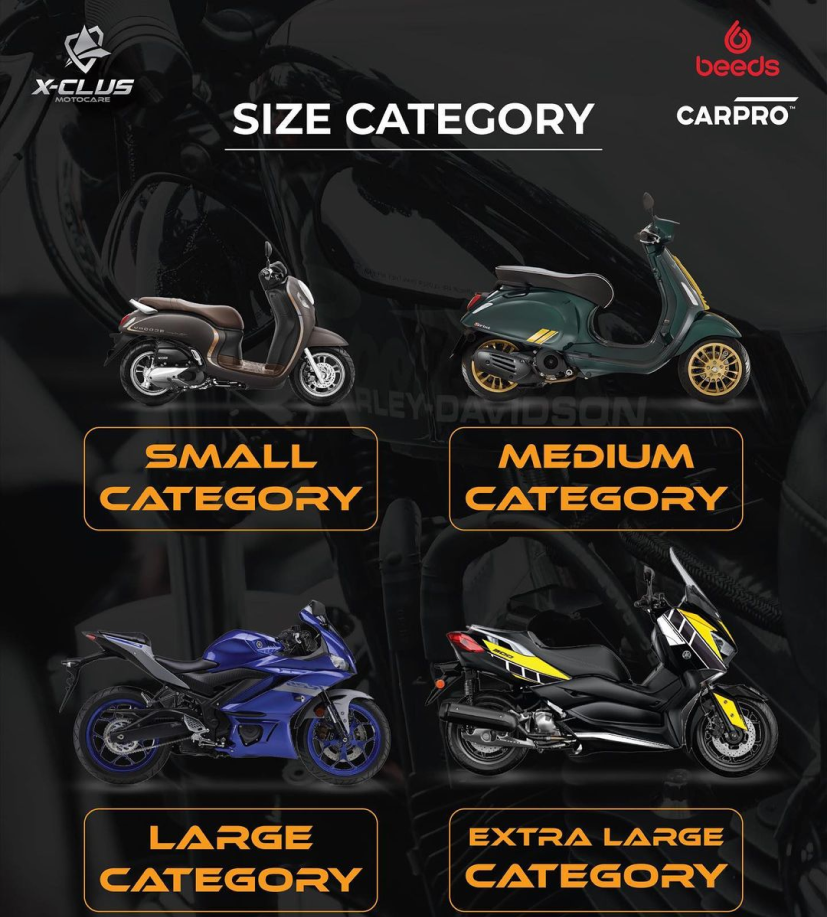 X-CLUS
MOTOCARE
beeds
CARPRO™
SIZE CATEGORY
HARLEY-DAVIDSON
SMALL
CATEGORY
MEDIUM
CATEGORY
LARGE
CATEGORY
EXTRA LARGE
CATEGORY